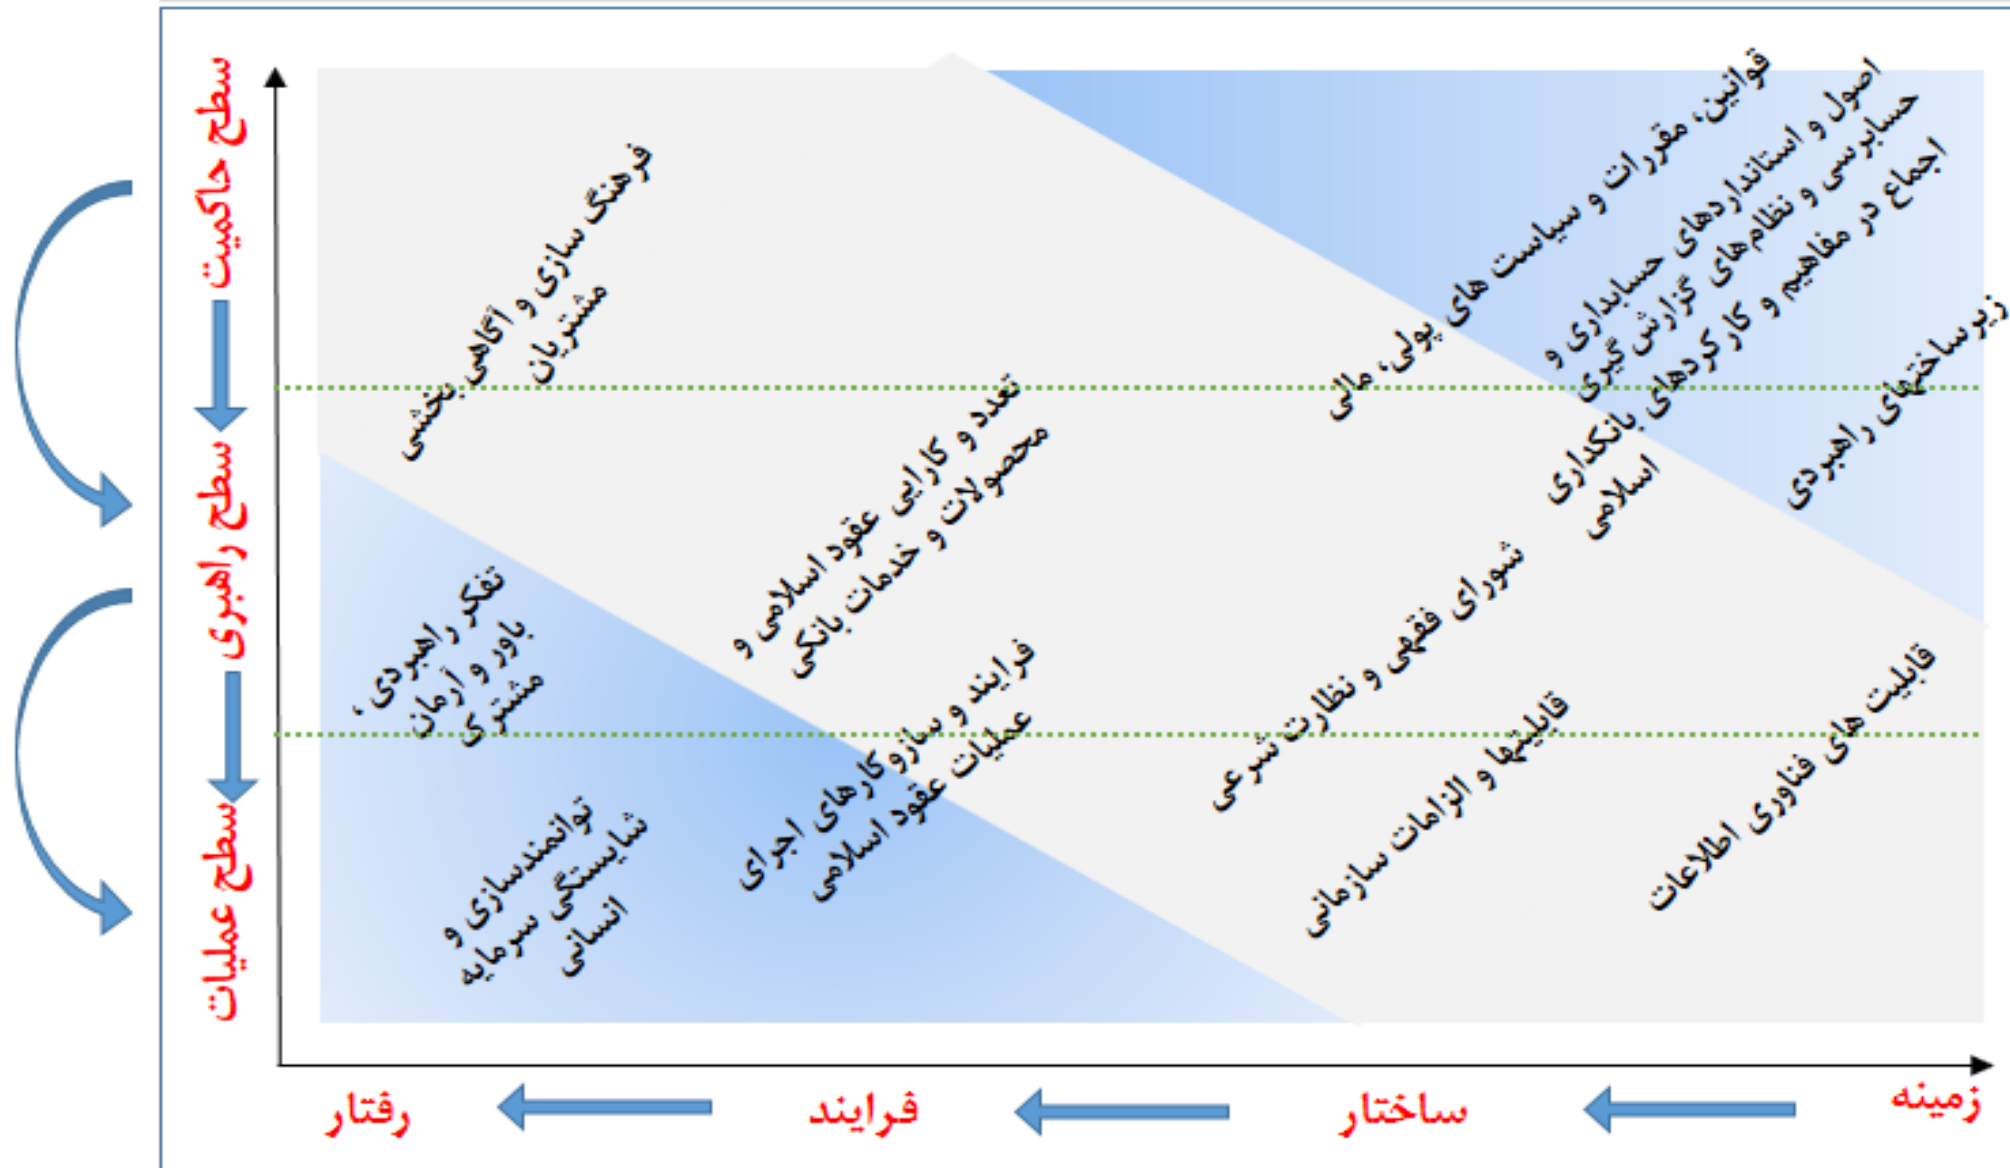 سطح حاکمیت
سطح راهبری
سطح عملیات
قوانین، مقررات و سیاست های پولی، مالی
اصول و استانداردهای حسابداری و
حسابرسی و نظام‌های گزارش گیری
اجماع در مفاهیم و کارکردهای بانکداری
اسلامی
زیرساختهای راهبردی
فرهنگ سازی و آگاهی بخشی
مشتریان
تعدد و کارایی عقود اسلامی و
محصولات و خدمات بانکی
شورای فقهی و نظارت شرعی
تفکر راهبردی ،
باور و آرمان
مشترک
قابلیت های فناوری اطلاعات
قابلیتها و الزامات سازمانی
فرایند و سازوکارهای اجرای
عملیات عقود اسلامی
توانمندسازی و
شایستگی سرمایه
انسانی
زمینه
ساختار
فرایند
رفتار